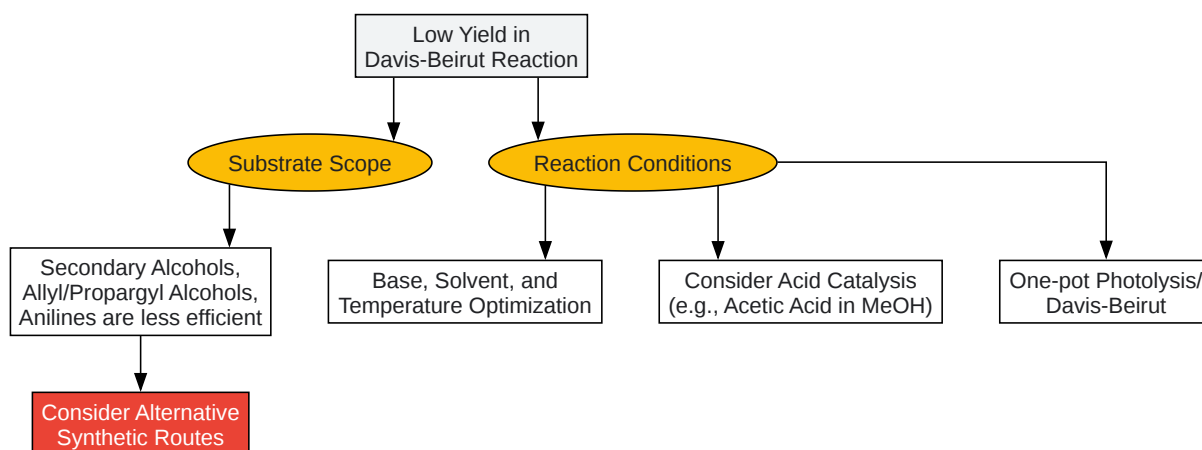 Low Yield in
Davis-Beirut Reaction
Substrate Scope
Reaction Conditions
Secondary Alcohols,
Allyl/Propargyl Alcohols,
Anilines are less efficient
Base, Solvent, and
Temperature Optimization
Consider Acid Catalysis
(e.g., Acetic Acid in MeOH)
One-pot Photolysis/
Davis-Beirut
Consider Alternative
Synthetic Routes